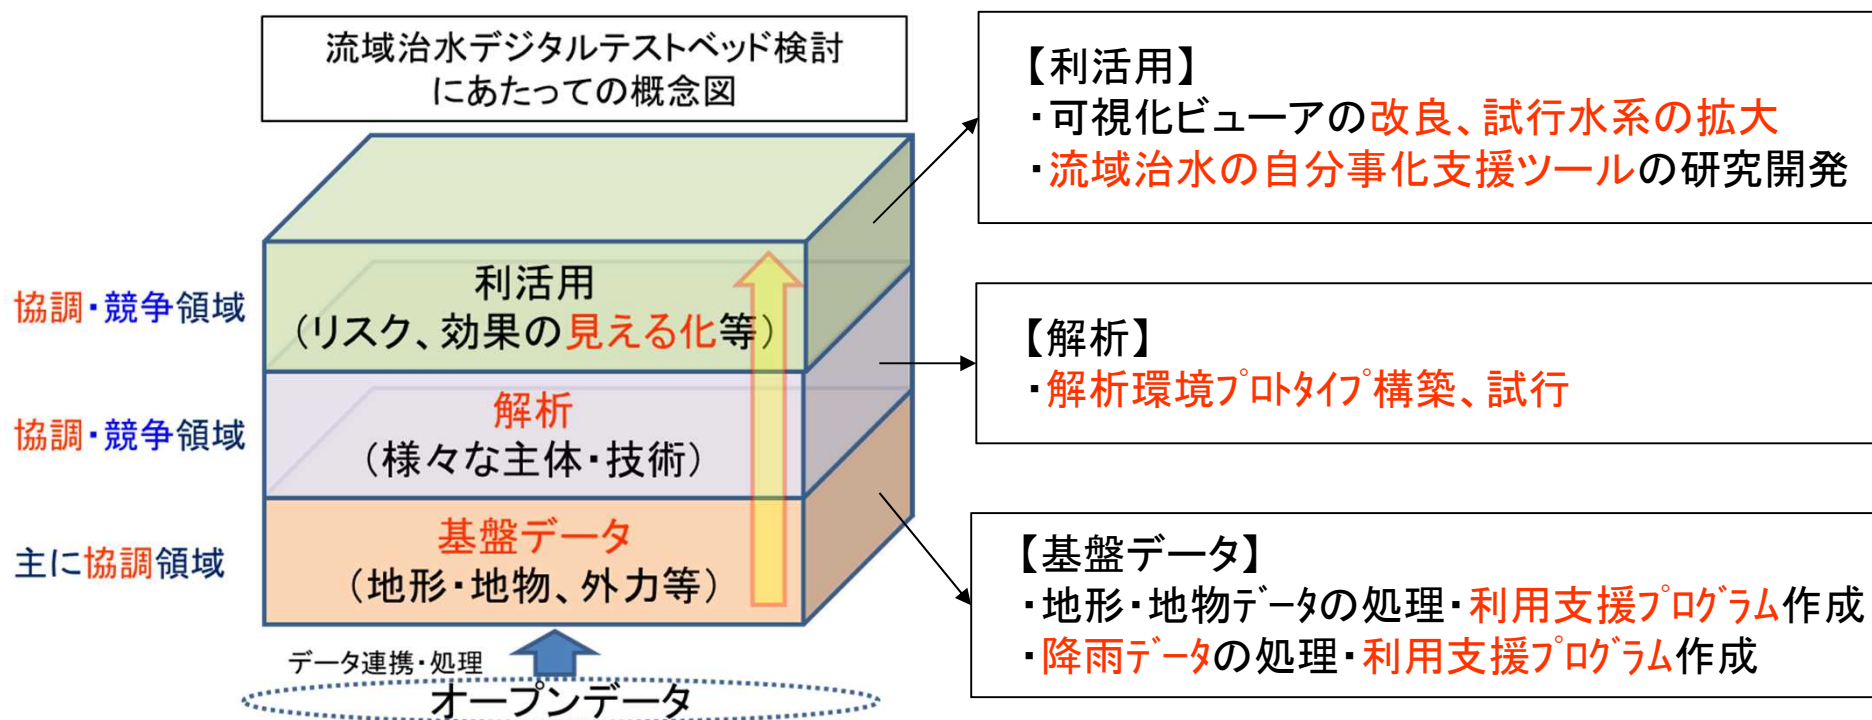 流域治水デジタルテストベッド検討
にあたっての概念図
協調・競争領域
利活用
（リスク、効果の見える化等）
協調・競争領域
解析
（様々な主体・技術）
主に協調領域
基盤データ
（地形・地物、外力等）
データ連携・処理
オープンデータ
【利活用】
・可視化ビューアの改良、試行水系の拡大
・流域治水の自分事化支援ツールの研究開発
【解析】
・解析環境ﾌﾟﾛﾄﾀｲﾌﾟ構築、試行
【基盤データ】
・地形・地物ﾃﾞｰﾀの処理・利用支援ﾌﾟﾛｸﾞﾗﾑ作成
・降雨ﾃﾞｰﾀの処理・利用支援ﾌﾟﾛｸﾞﾗﾑ作成